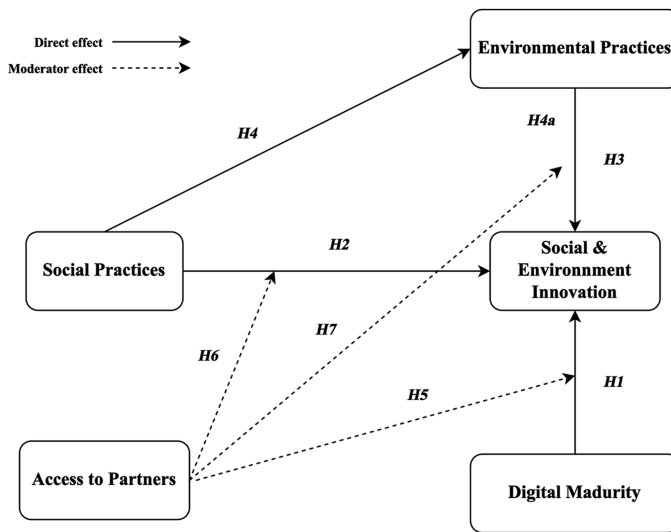 Direct effect
Moderator effect
Environmental Practices
H4
H4a
H3
Social Practices
H2
Social &
Environnment
Innovation
H6
H7
H5
H1
Access to Partners
Digital Madurity